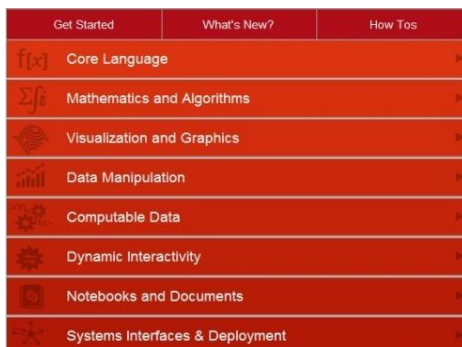 Get Started What's New? How Tos
f[x] Core Language
Mathematics and Algorithms
Visualization and Graphics
Data Manipulation
Computable Data
Dynamic Interactivity
Notebooks and Documents
Systems Interfaces & Deployment